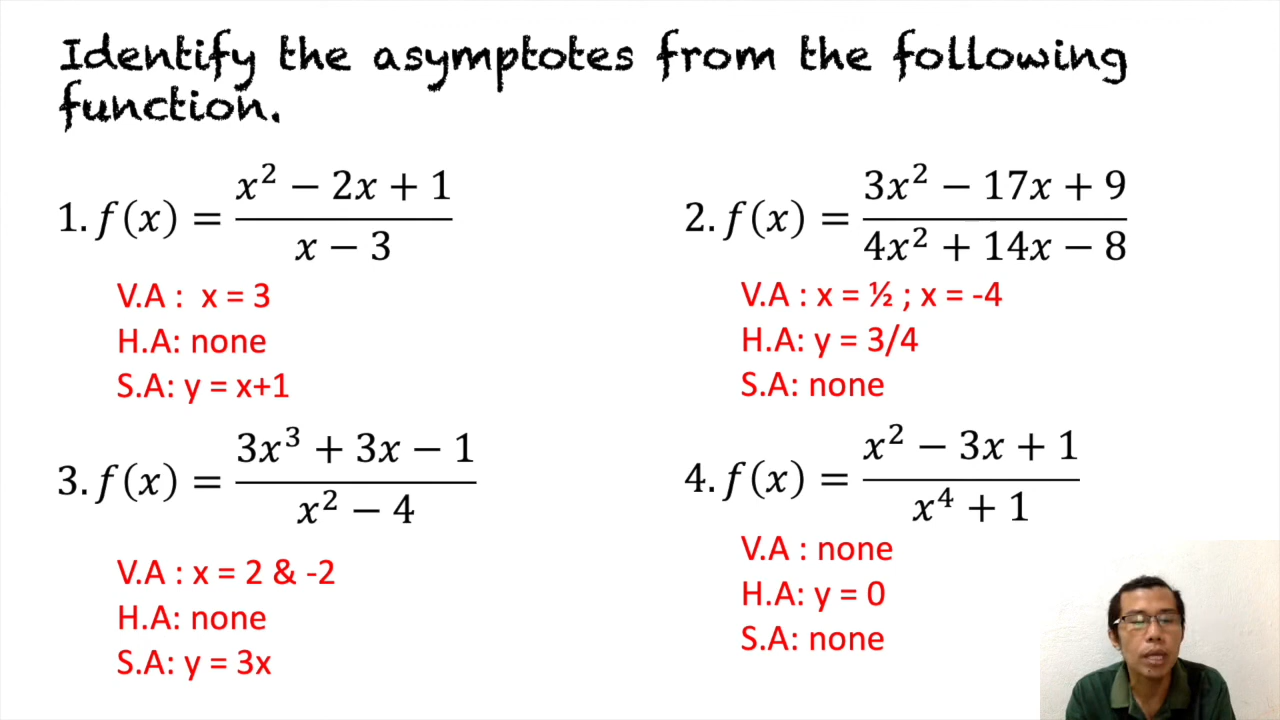 Identify the asymptotes from the following
function.
1. f(x) = (x² − 2x + 1)/(x − 3)
V.A : x = 3
H.A: none
S.A: y = x+1
2. f(x) = (3x² − 17x + 9)/(4x² + 14x − 8)
V.A : x = ½ ; x = -4
H.A: y = 3/4
S.A: none
3. f(x) = (3x³ + 3x − 1)/(x² − 4)
V.A : x = 2 & -2
H.A: none
S.A: y = 3x
4. f(x) = (x² − 3x + 1)/(x⁴ + 1)
V.A : none
H.A: y = 0
S.A: none